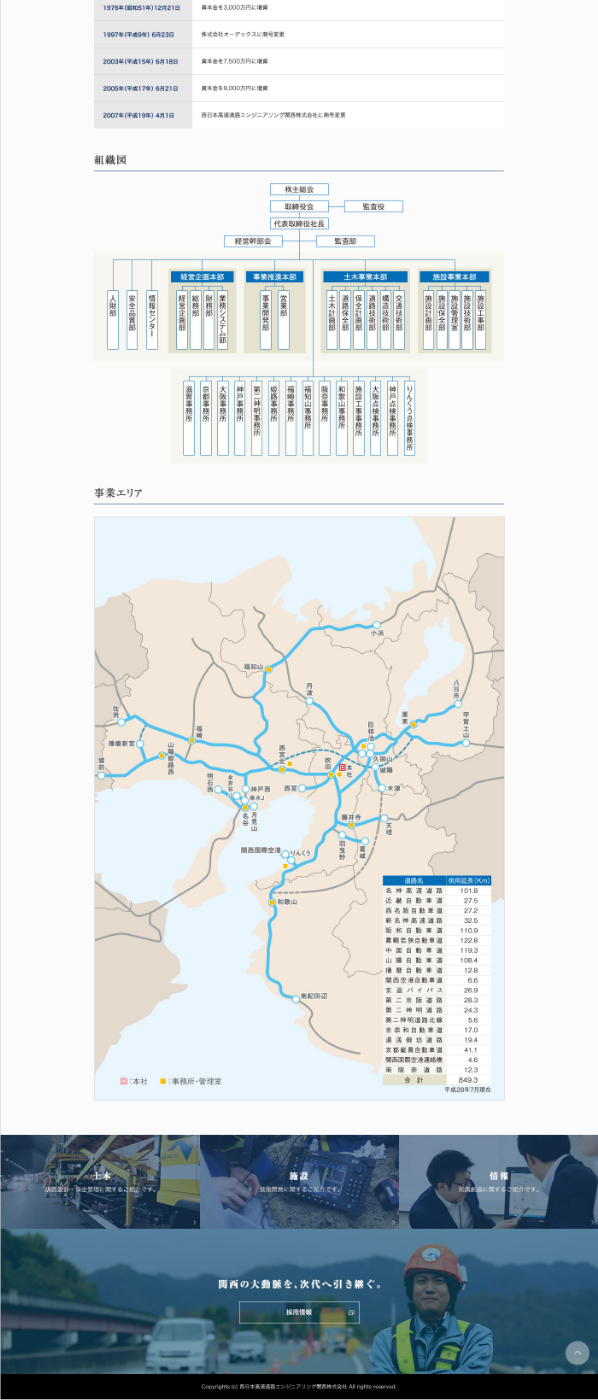 1976年(昭和51年)12月21日 資本金を3,000万円に増資
1997年(平成9年) 6月23日 株式会社オーデックスに商号変更
2003年(平成15年) 6月18日 資本金を7,500万円に増資
2005年(平成17年) 6月21日 資本金を9,000万円に増資
2007年(平成19年) 4月1日 西日本高速道路エンジニアリング関西株式会社に商号変更
組織図
株主総会
取締役会 監査役
代表取締役社長
経営幹部会 監査部
人財部
安全品質部
情報センター
経営企画本部
経営企画部
総務部
財務部
業務システム部
事業推進本部
事業開発部
営業部
土木事業本部
土木計画部
道路保全部
保全計画部
道路技術部
構造技術部
交通技術部
施設事業本部
施設計画部
施設保全部
施設管理室
施設技術部
施設工事部
滋賀事務所
京都事務所
大阪事務所
神戸事務所
第二神明事務所
姫路事務所
福崎事務所
福知山事務所
阪奈事務所
和歌山事務所
施設工事事務所
大阪点検事務所
神戸点検事務所
りんくう点検事務所
事業エリア
小浜
福知山
丹波
八日市
甲賀土山
栗東
佐用
播磨新宮
備前
山陽姫路西
福崎
西宮北
吹田
本社
巨椋池
久御山
城陽
木津
明石西
永井谷
神戸西
垂水J
名谷
月見山
西宮
藤井寺
天理
羽曳野
葛城
関西国際空港
りんくう
和歌山
南紀田辺
道路名 供用延長(Km)
名神高速道路 101.8
近畿自動車道 27.5
西名阪自動車道 27.2
新名神高速道路 32.5
阪和自動車道 110.9
舞鶴若狭自動車道 122.8
中国自動車道 119.3
山陽自動車道 108.4
播磨自動車道 12.8
関西空港自動車道 6.6
京滋バイパス 26.9
第二京阪道路 28.3
第二神明道路 24.3
第二神明道路北線 5.6
京奈和自動車道 17.0
湯浅御坊道路 19.4
京都縦貫自動車道 41.1
関西国際空港連絡橋 4.6
南阪奈道路 12.3
合計 849.3
平成28年7月現在
:本社 :事務所・管理室
土木
調査設計・保全管理に関するご紹介です。
施設
技術開発に関するご紹介です。
情報
知識創造に関するご紹介です。
関西の大動脈を、次代へ引き継ぐ。
採用情報
Copyrights (c) 西日本高速道路エンジニアリング関西株式会社 All rights reserved.